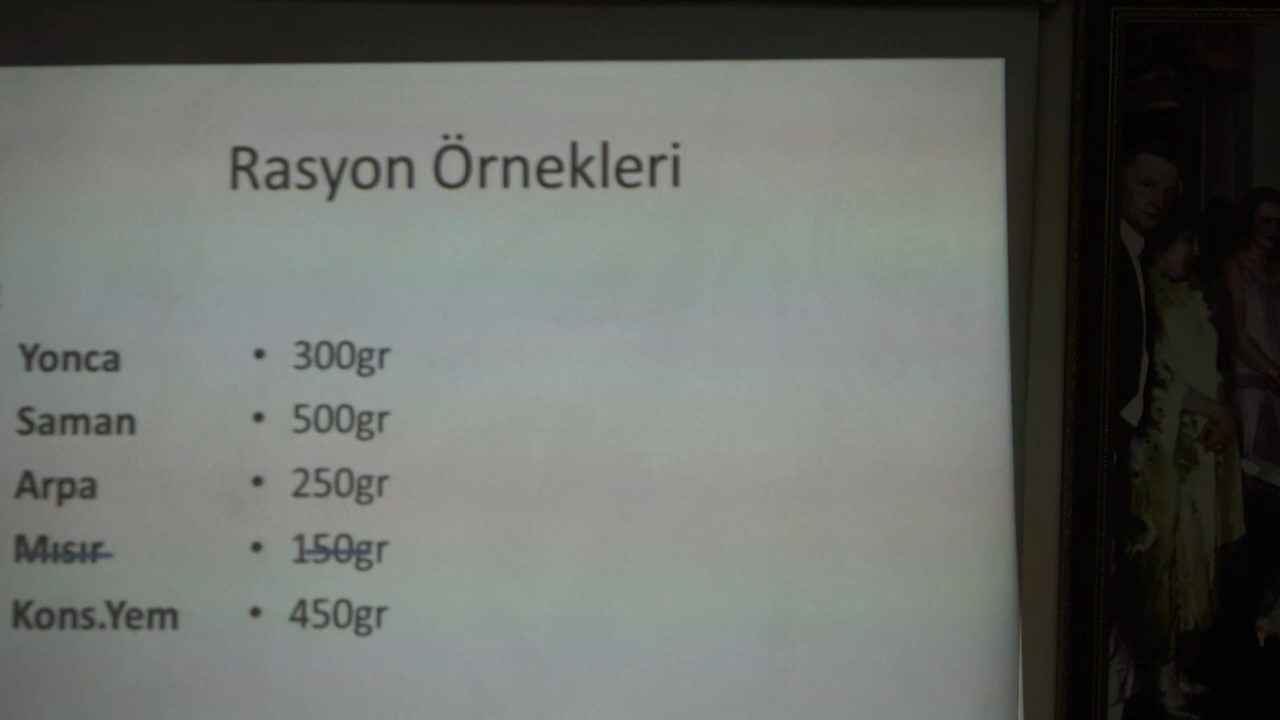 Rasyon Örnekleri
Yonca • 300gr
Saman • 500gr
Arpa • 250gr
Mısır • 150gr
Kons.Yem • 450gr